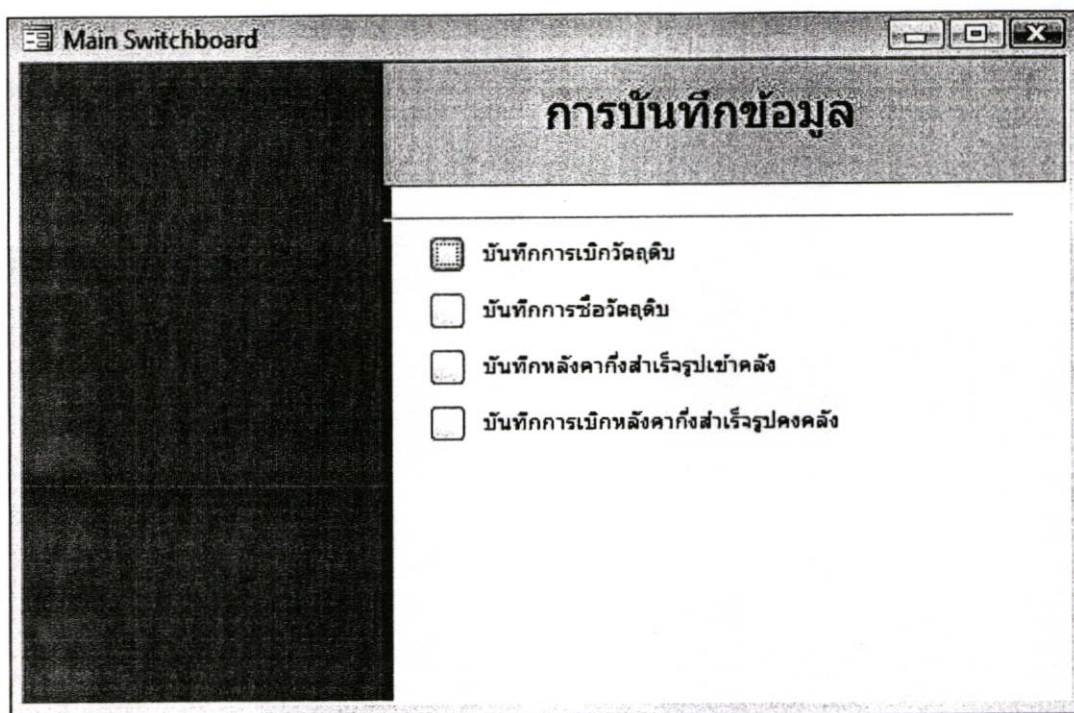 Main Switchboard
การบันทึกข้อมูล
บันทึกการเบิกวัตถุดิบ
บันทึกการซื้อวัตถุดิบ
บันทึกหลังคากึ่งสำเร็จรูปเข้าคลัง
บันทึกการเบิกหลังคากึ่งสำเร็จรูปคงคลัง